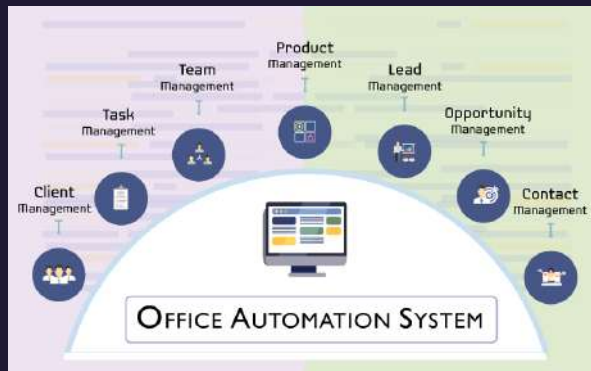 Product
Management
Team
Management
Lead
Management
Task
Management
Opportunity
Management
Client
Management
Contact
Management
OFFICE AUTOMATION SYSTEM